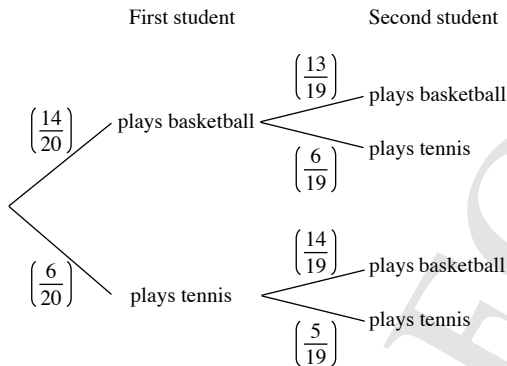 First student Second student
(13/19)
plays basketball
(14/20)
plays basketball
plays tennis
(6/19)
(14/19)
plays basketball
(6/20)
plays tennis
plays tennis
(5/19)